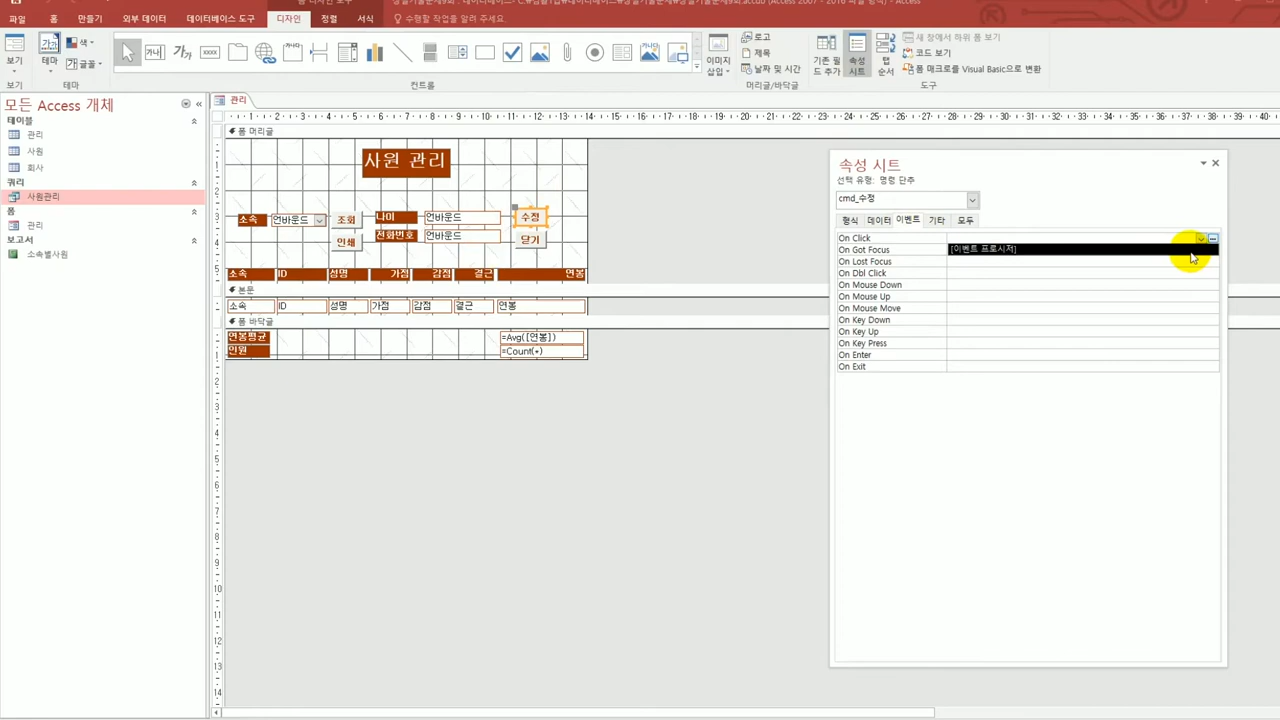 파일 홈 만들기 외부 데이터 데이터베이스 도구 디자인 정렬 서식 수행할 작업을 알려 주세요.
보기
테마
색
글꼴
가나
가가
xxxx
이미지 삽입
로고
제목
날짜 및 시간
기존 필드 추가
속성 시트
탭 순서
새 창에서 하위 폼 보기
코드 보기
폼 매크로를 Visual Basic으로 변환
보기 테마 컨트롤 머리글/바닥글 도구
모든 Access 개체
테이블
관리
사원
회사
쿼리
사원관리
폼
관리
보고서
소속별사원
관리
폼 머리글
사원 관리
소속 언바운드 조회 나이 언바운드 수정
인쇄 전화번호 언바운드 닫기
소속 ID 성명 가점 감점 결근 연봉
본문
소속 ID 성명 가점 감점 결근 연봉
폼 바닥글
연봉평균 =Avg([연봉])
인원 =Count(*)
속성 시트
선택 유형: 명령 단추
cmd_수정
형식 데이터 이벤트 기타 모두
On Click
[이벤트 프로시저]
On Got Focus
On Lost Focus
On Dbl Click
On Mouse Down
On Mouse Up
On Mouse Move
On Key Down
On Key Up
On Key Press
On Enter
On Exit